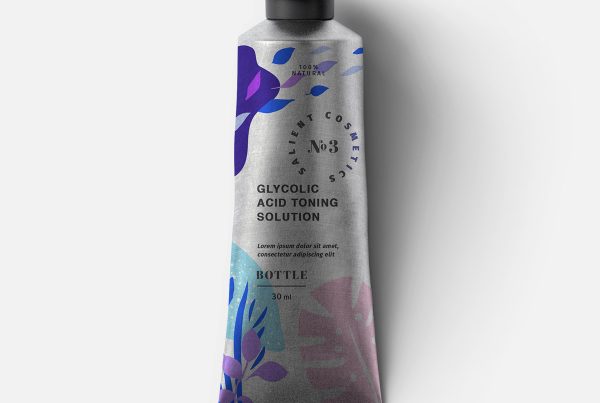 100%
NATURAL
SALIENT COSMETICS
№3
GLYCOLIC
ACID TONING
SOLUTION
Lorem ipsum dolor sit amet,
consectetur adipiscing elit
BOTTLE
30 ml